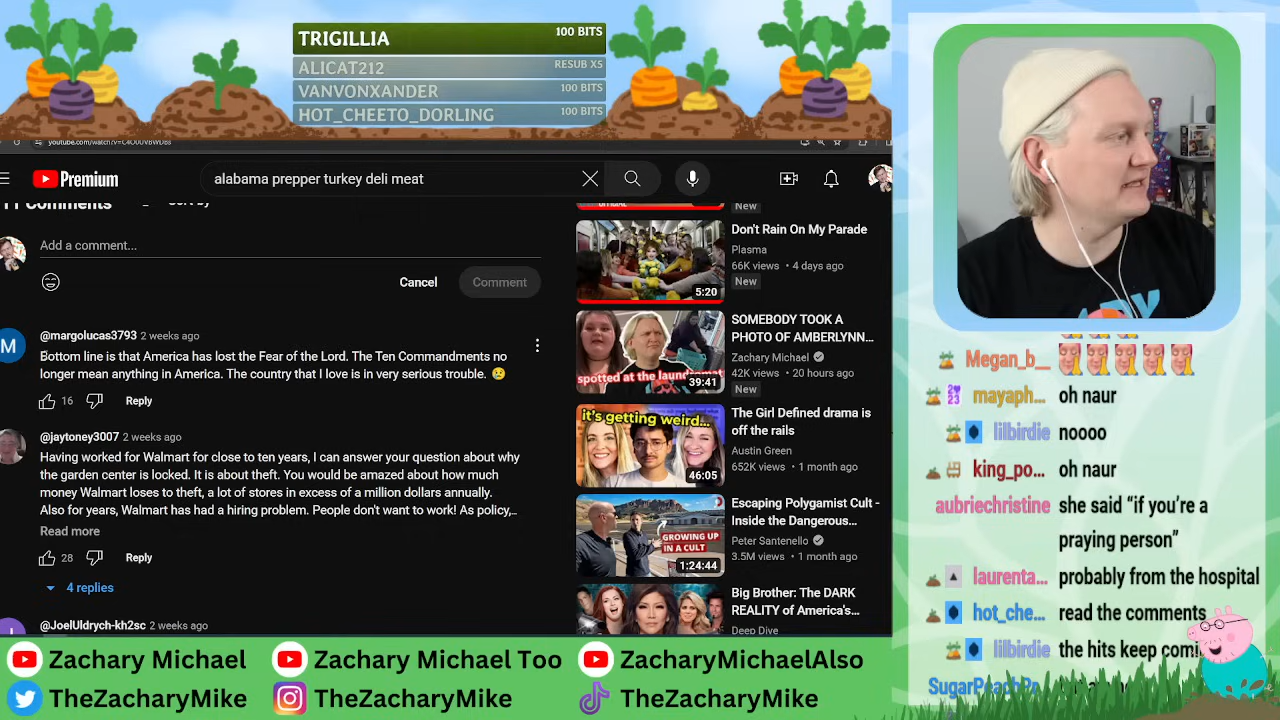 TRIGILLIA 100 BITS
ALICAT212 RESUB X5
VANVONXANDER 100 BITS
HOT_CHEETO_DORLING 100 BITS
Premium
alabama prepper turkey deli meat
Comments
Add a comment...
Cancel
Comment
M
@margolucas3793 2 weeks ago
Bottom line is that America has lost the Fear of the Lord. The Ten Commandments no
longer mean anything in America. The country that I love is in very serious trouble. 😢
16
Reply
@jaytoney3007 2 weeks ago
Having worked for Walmart for close to ten years, I can answer your question about why
the garden center is locked. It is about theft. You would be amazed about how much
money Walmart loses to theft, a lot of stores in excess of a million dollars annually.
Also for years, Walmart has had a hiring problem. People don't want to work! As policy,...
Read more
28
Reply
4 replies
@JoelUldrych-kh2sc 2 weeks ago
New
Don't Rain On My Parade
Plasma
66K views • 4 days ago
New
5:20
SOMEBODY TOOK A
PHOTO OF AMBERLYNN...
Zachary Michael
42K views • 20 hours ago
New
39:41
The Girl Defined drama is
off the rails
Austin Green
652K views • 1 month ago
it's getting weird...
46:05
Escaping Polygamist Cult -
Inside the Dangerous...
Peter Santenello
3.5M views • 1 month ago
GROWING UP
IN A CULT
1:24:44
Big Brother: The DARK
REALITY of America's...
Deep Dive
Megan_b__
mayaph... oh naur
lilbirdie noooo
king_po... oh naur
aubriechristine she said “if you’re a
praying person”
laurenta... probably from the hospital
hot_che... read the comments
lilbirdie the hits keep
Zachary Michael
Zachary Michael Too
ZacharyMichaelAlso
TheZacharyMike
TheZacharyMike
TheZacharyMike